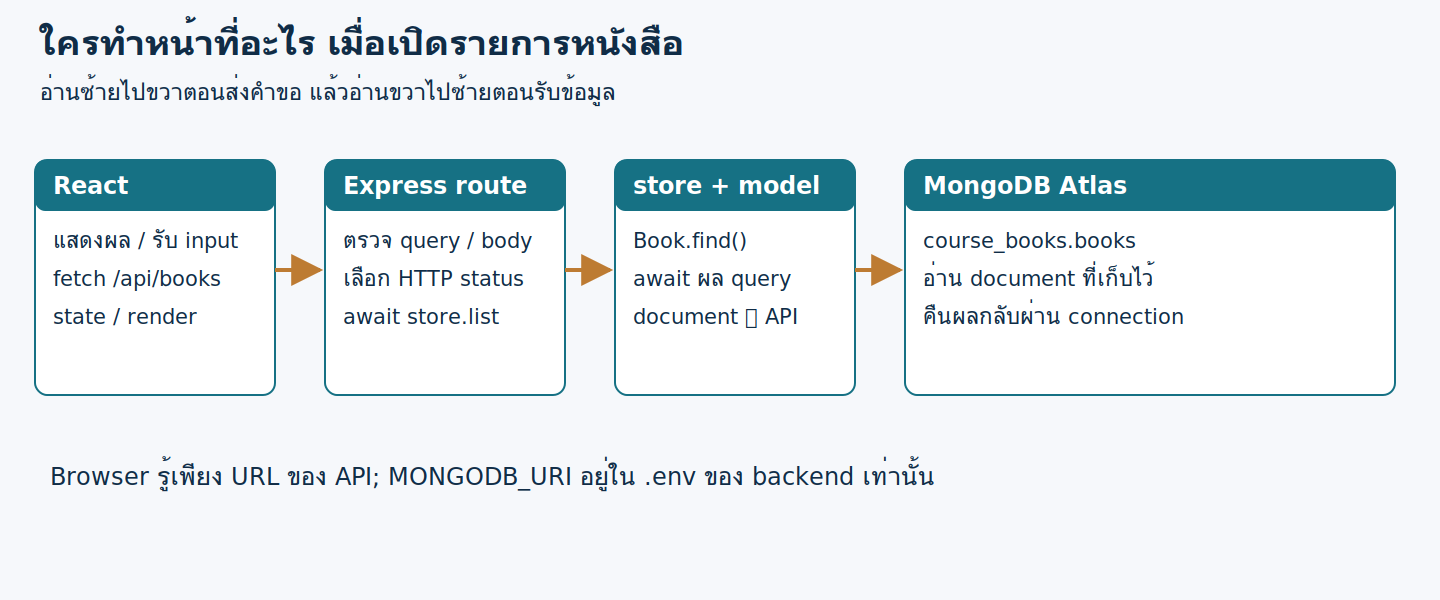 ใครทำหน้าที่อะไร เมื่อเปิดรายการหนังสือ
อ่านซ้ายไปขวาตอนส่งคำขอ แล้วอ่านขวาไปซ้ายตอนรับข้อมูล
React
แสดงผล / รับ input
fetch /api/books
state / render
Express route
ตรวจ query / body
เลือก HTTP status
await store.list
store + model
Book.find()
await ผล query
document ▯ API
MongoDB Atlas
course_books.books
อ่าน document ที่เก็บไว้
คืนผลกลับผ่าน connection
Browser รู้เพียง URL ของ API; MONGODB_URI อยู่ใน .env ของ backend เท่านั้น